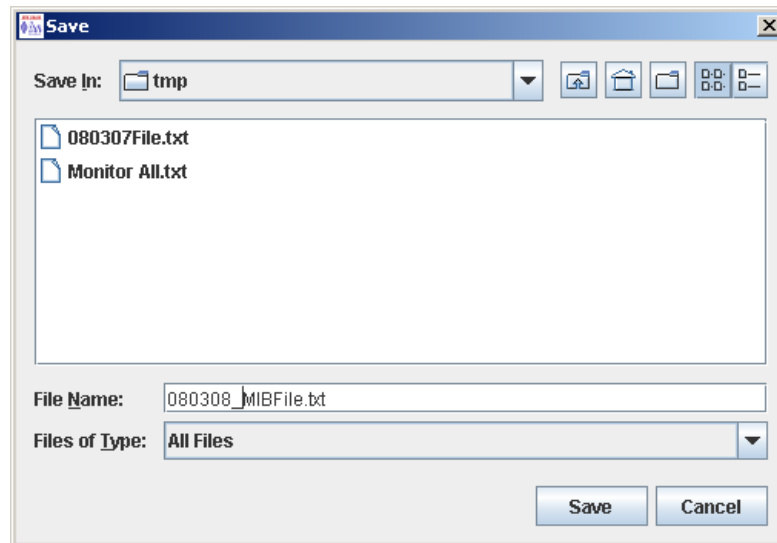 Save
Save In: tmp
080307File.txt
Monitor All.txt
File Name: 080308_MIBFile.txt
Files of Type: All Files
Save Cancel